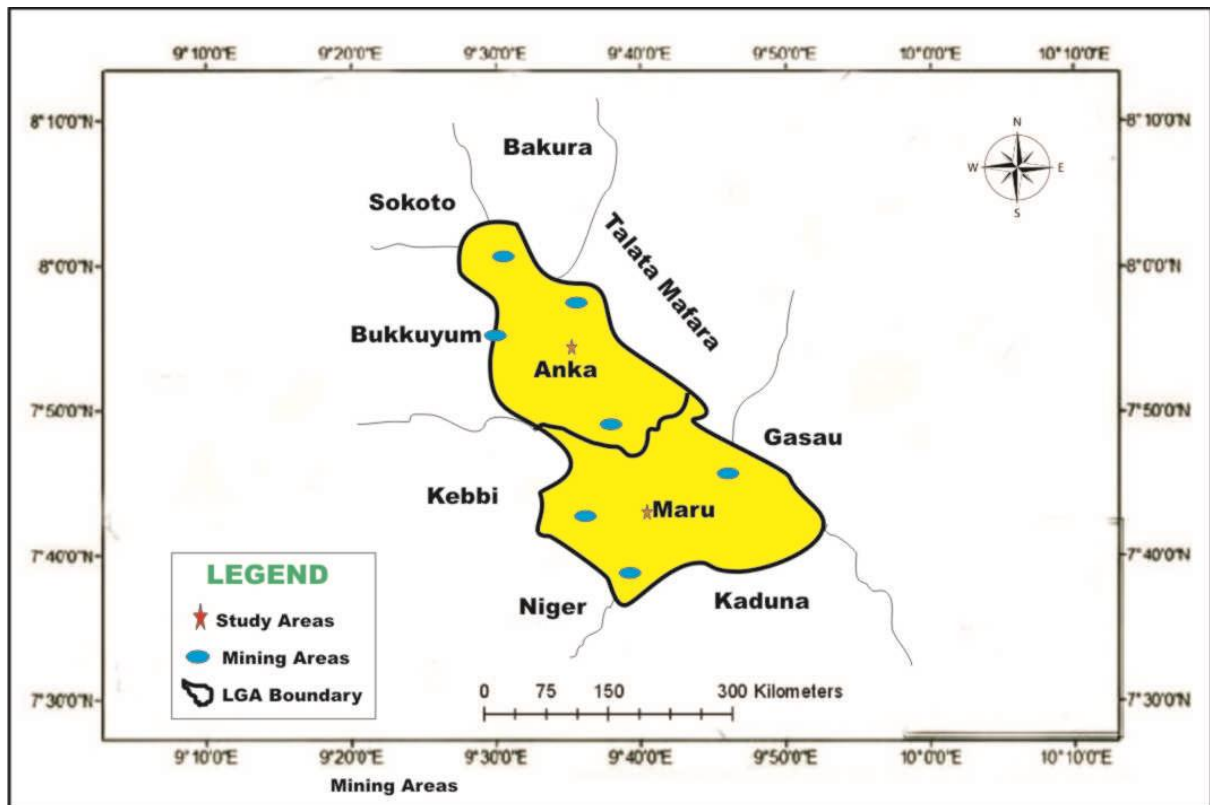 9°10'0"E 9°20'0"E 9°30'0"E 9°40'0"E 9°50'0"E 10°0'0"E 10°10'0"E
8°10'0"N 8°10'0"N
N
W E
S
Bakura
Sokoto
Talata Mafara
8°0'0"N 8°0'0"N
Bukkuyum
Anka
7°50'0"N 7°50'0"N
Gasau
Kebbi
Maru
7°40'0"N 7°40'0"N
LEGEND
Niger
Kaduna
Study Areas
Mining Areas
LGA Boundary
0 75 150 300 Kilometers
7°30'0"N 7°30'0"N
9°10'0"E 9°20'0"E 9°30'0"E 9°40'0"E 9°50'0"E 10°0'0"E 10°10'0"E
Mining Areas